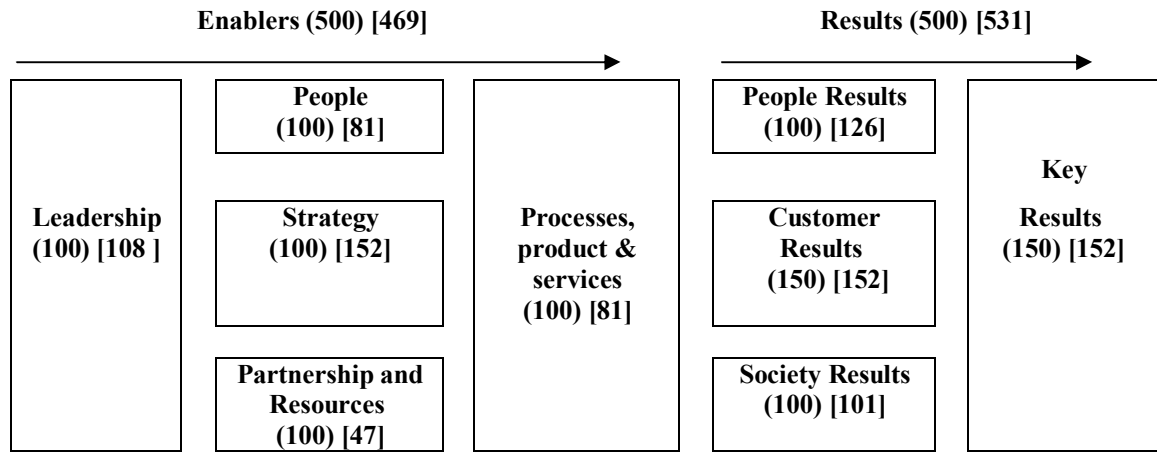 Enablers (500) [469]
Results (500) [531]
Leadership
(100) [108 ]
People
(100) [81]
Strategy
(100) [152]
Partnership and
Resources
(100) [47]
Processes,
product &
services
(100) [81]
People Results
(100) [126]
Customer
Results
(150) [152]
Society Results
(100) [101]
Key
Results
(150) [152]